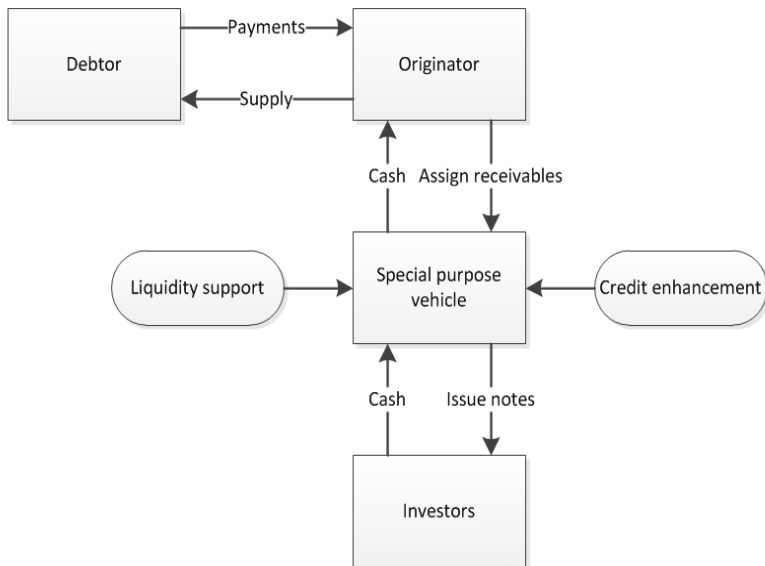 Payments
Debtor
Originator
Supply
Cash
Assign receivables
Liquidity support
Special purpose
vehicle
Credit enhancement
Cash
Issue notes
Investors